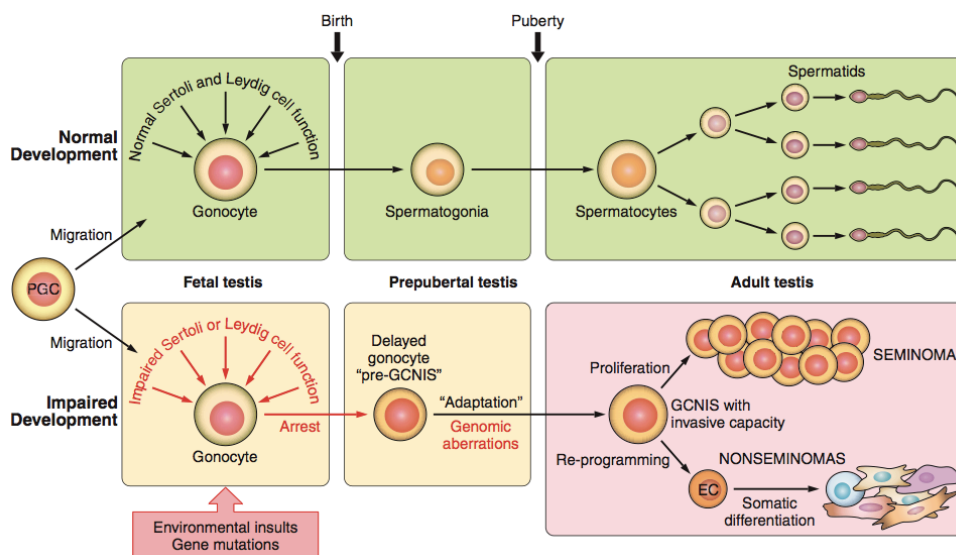 Birth
Puberty
Normal
Development
Normal Sertoli and Leydig cell function
Gonocyte
Spermatogonia
Spermatocytes
Spermatids
Migration
PGC
Fetal testis
Prepubertal testis
Adult testis
Migration
Impaired
Development
Impaired Sertoli or Leydig cell function
Gonocyte
Arrest
Delayed
gonocyte
“pre-GCNIS”
“Adaptation”
Genomic
aberrations
Proliferation
SEMINOMA
GCNIS with
invasive capacity
Re-programming
NONSEMINOMAS
EC
Somatic
differentiation
Environmental insults
Gene mutations